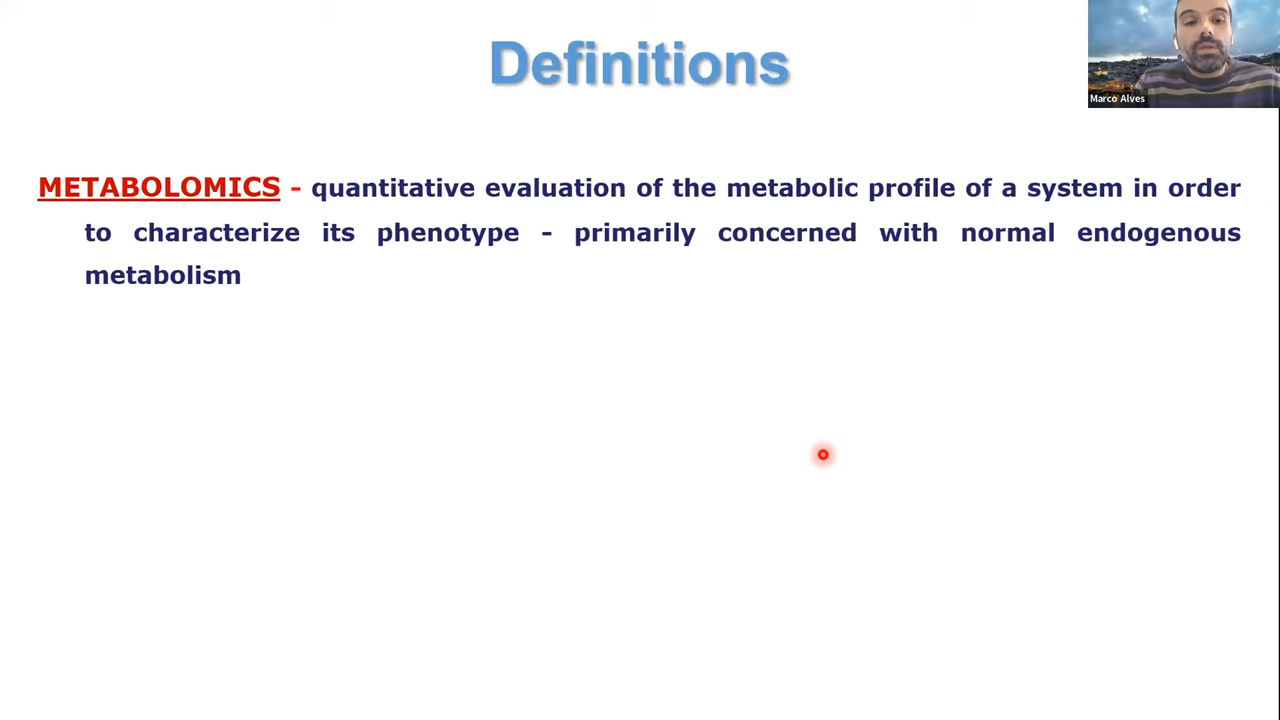 Definitions
Marco Alves
METABOLOMICS - quantitative evaluation of the metabolic profile of a system in order
to characterize its phenotype - primarily concerned with normal endogenous
metabolism